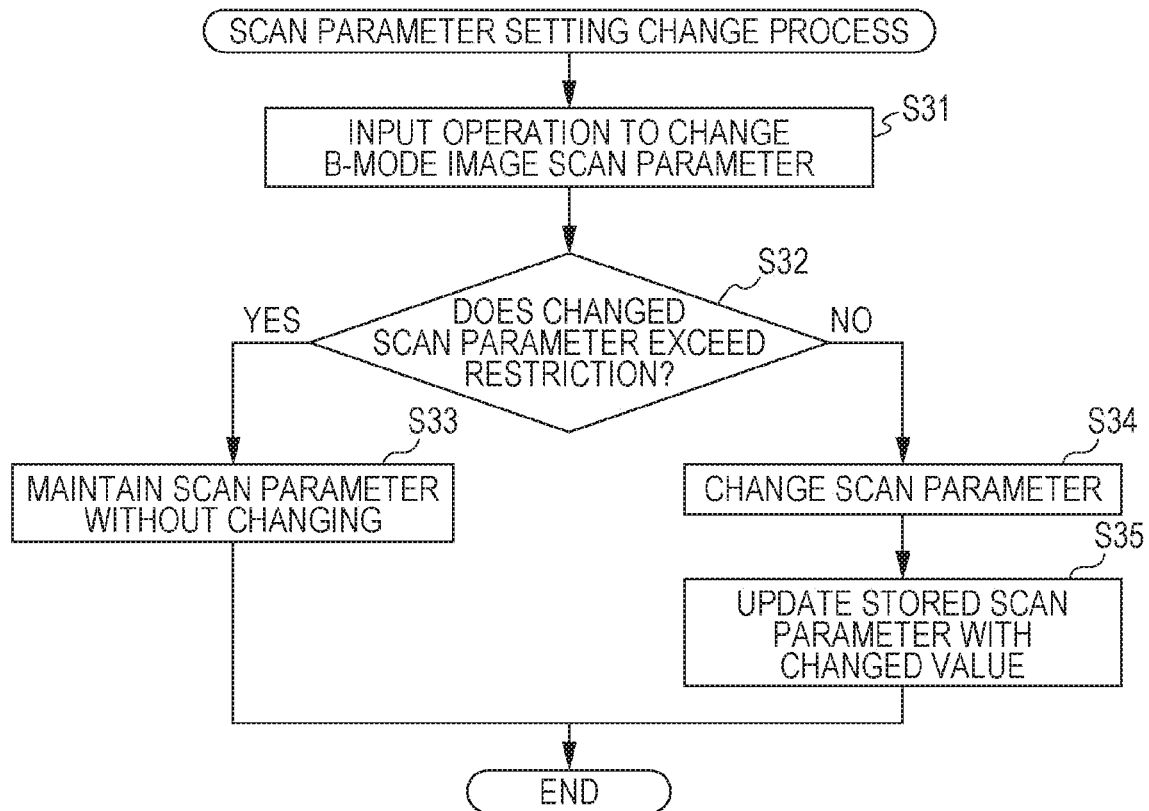 SCAN PARAMETER SETTING CHANGE PROCESS
S31
INPUT OPERATION TO CHANGE
B-MODE IMAGE SCAN PARAMETER
S32
DOES CHANGED
SCAN PARAMETER EXCEED
RESTRICTION?
YES
NO
S33
MAINTAIN SCAN PARAMETER
WITHOUT CHANGING
S34
CHANGE SCAN PARAMETER
S35
UPDATE STORED SCAN
PARAMETER WITH
CHANGED VALUE
END